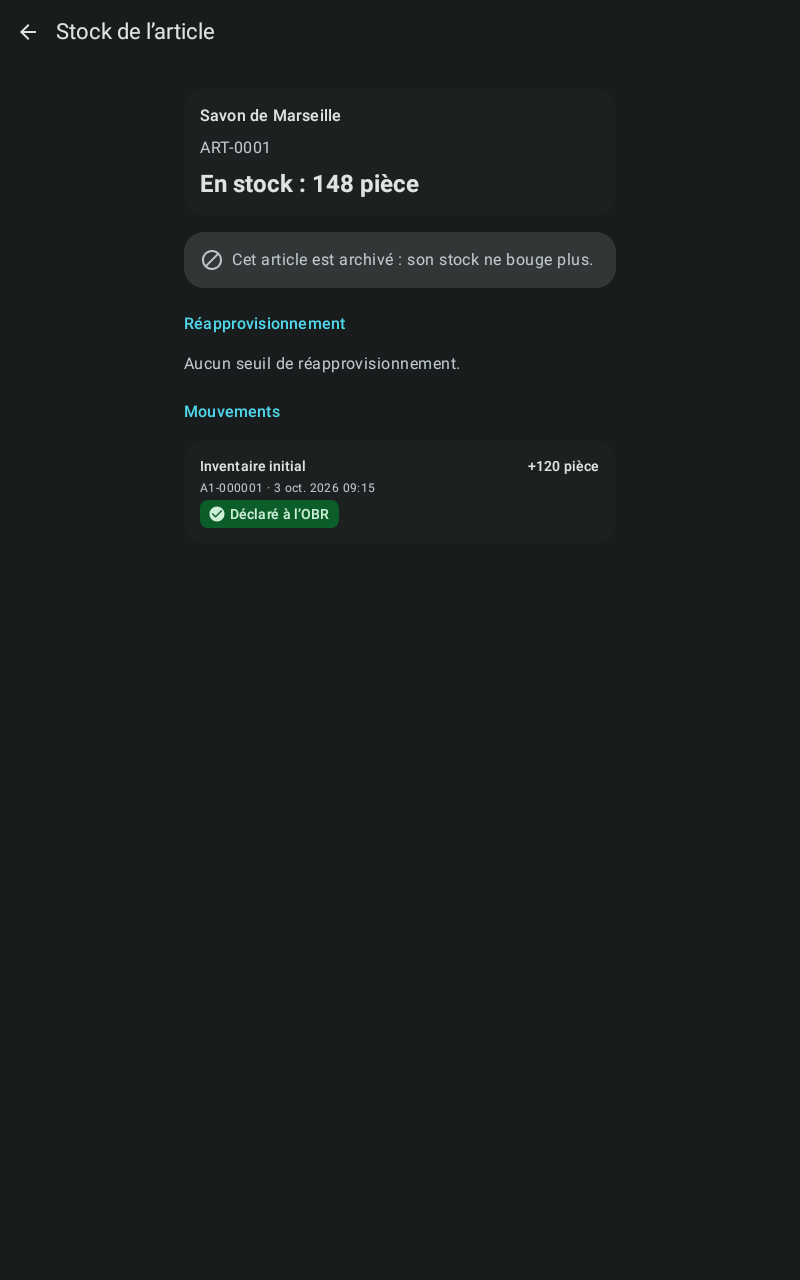 Stock de l’article
Savon de Marseille
ART-0001
En stock : 148 pièce
Cet article est archivé : son stock ne bouge plus.
Réapprovisionnement
Aucun seuil de réapprovisionnement.
Mouvements
Inventaire initial +120 pièce
A1-000001 · 3 oct. 2026 09:15
Déclaré à l’OBR